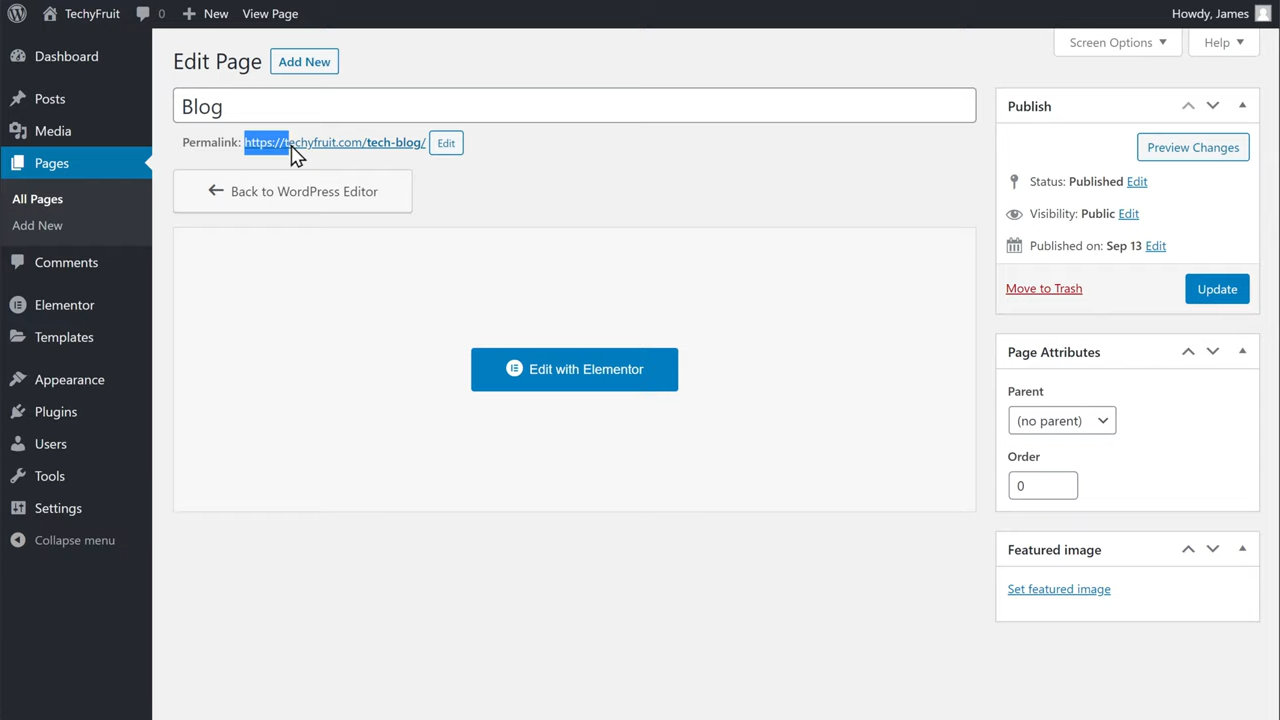 TechyFruit 0 New View Page Howdy, James
Screen Options Help
Dashboard
Posts
Media
Pages
All Pages
Add New
Comments
Elementor
Templates
Appearance
Plugins
Users
Tools
Settings
Collapse menu
Edit Page Add New
Blog
Permalink: https://techyfruit.com/tech-blog/ Edit
Back to WordPress Editor
Edit with Elementor
Publish
Preview Changes
Status: Published Edit
Visibility: Public Edit
Published on: Sep 13 Edit
Move to Trash Update
Page Attributes
Parent
(no parent)
Order
0
Featured image
Set featured image